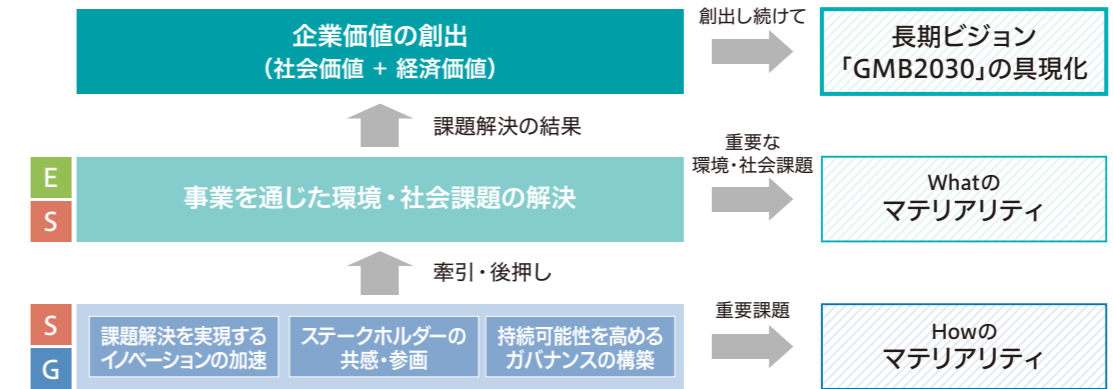 企業価値の創出
（社会価値 + 経済価値）
創出し続けて
長期ビジョン
「GMB2030」の具現化
課題解決の結果
E
S
事業を通じた環境・社会課題の解決
重要な
環境・社会課題
Whatの
マテリアリティ
牽引・後押し
S
G
課題解決を実現する
イノベーションの加速
ステークホルダーの
共感・参画
持続可能性を高める
ガバナンスの構築
重要課題
Howの
マテリアリティ